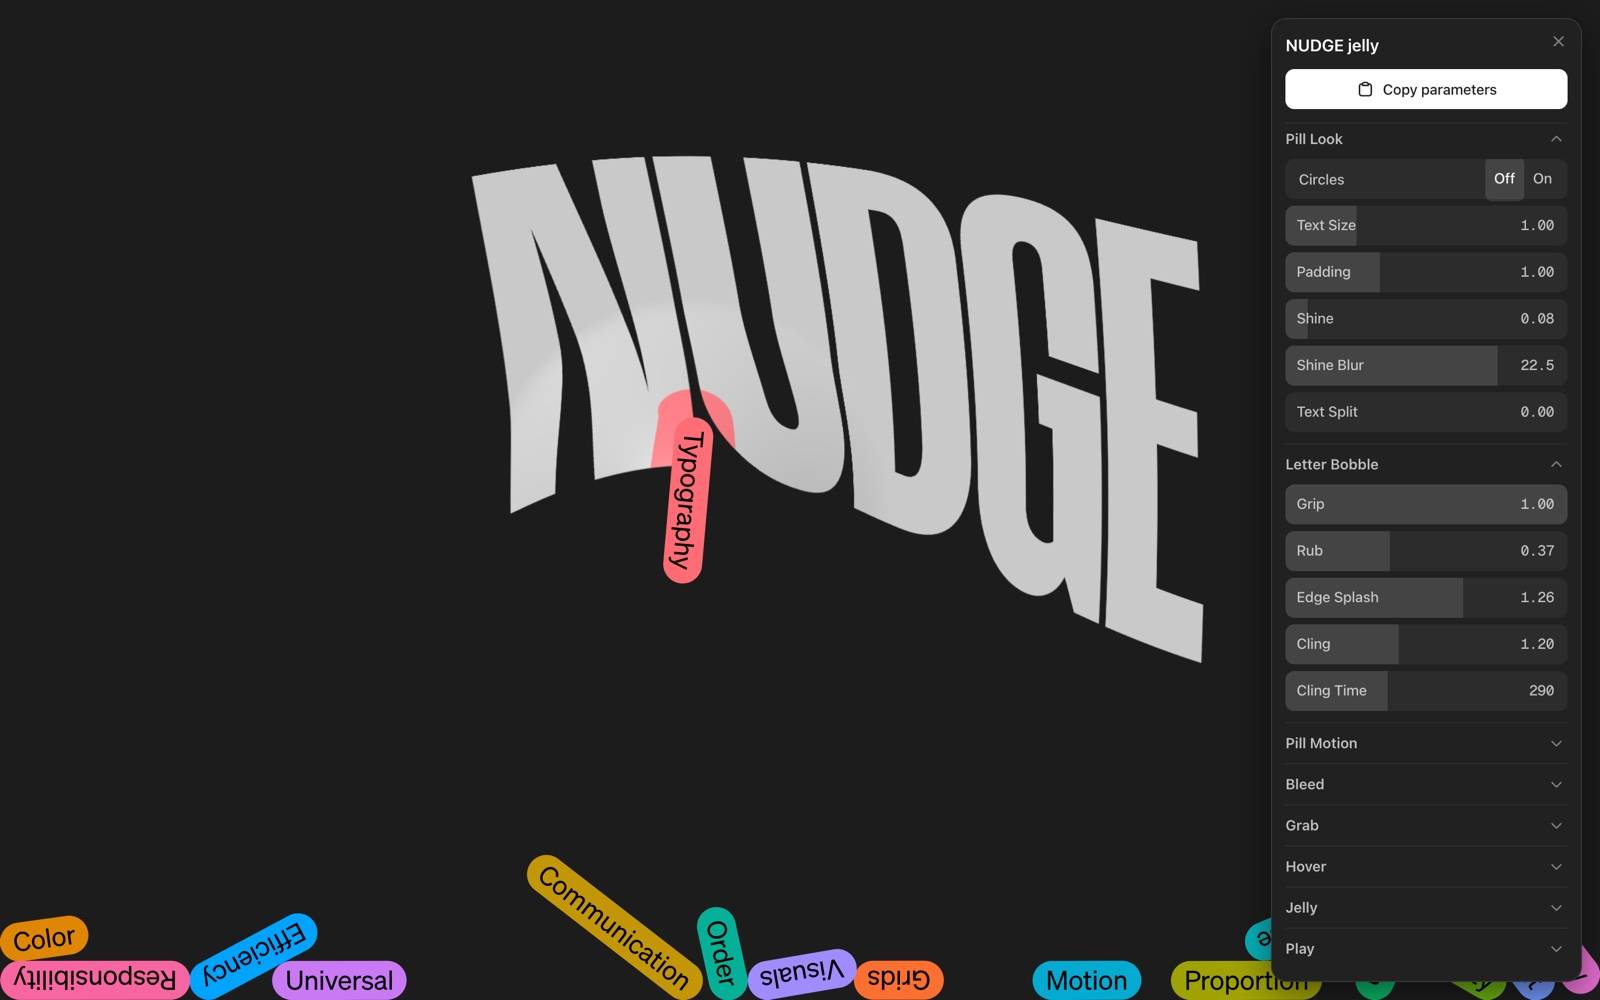 NUDGE
Typography
Color
Responsibility
Efficiency
Universal
Communication
Order
Visuals
Grids
Motion
Proportion
NUDGE jelly
Copy parameters
Pill Look
Circles Off On
Text Size 1.00
Padding 1.00
Shine 0.08
Shine Blur 22.5
Text Split 0.00
Letter Bobble
Grip 1.00
Rub 0.37
Edge Splash 1.26
Cling 1.20
Cling Time 290
Pill Motion
Bleed
Grab
Hover
Jelly
Play